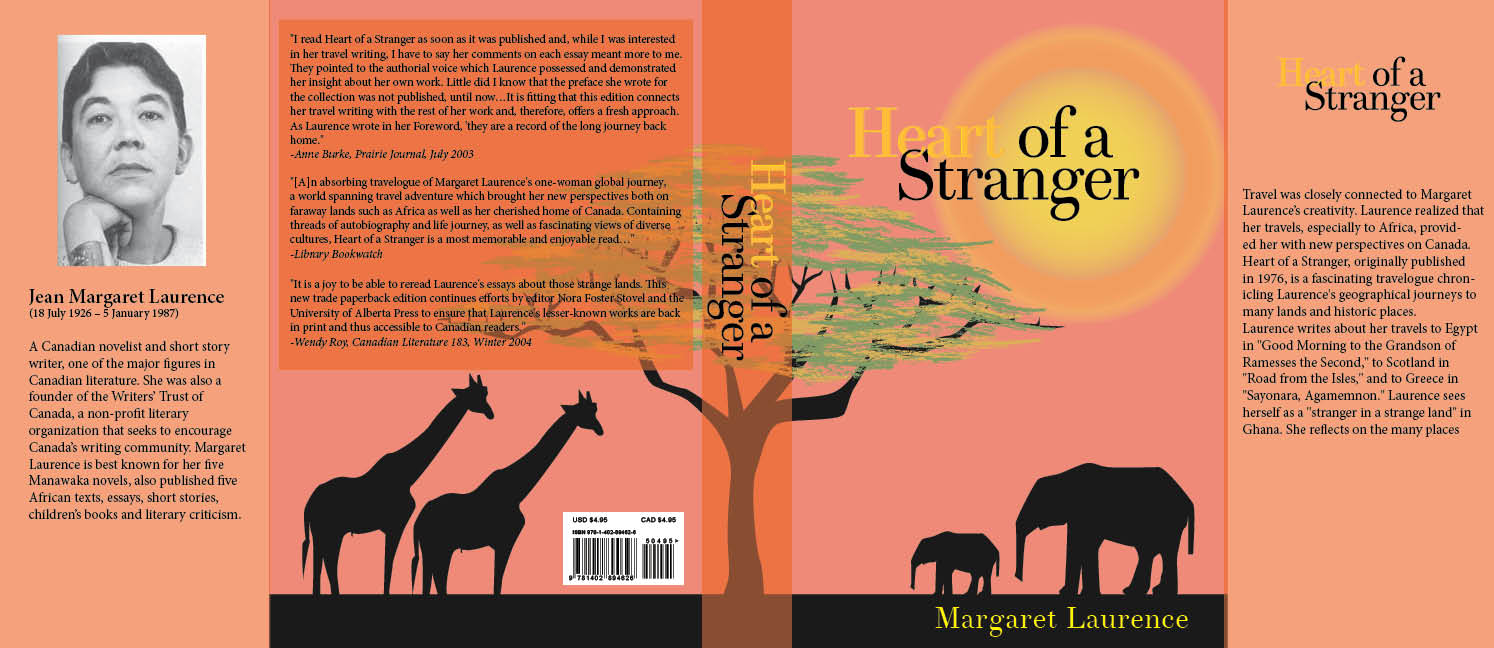 Jean Margaret Laurence
(18 July 1926 – 5 January 1987)
A Canadian novelist and short story
writer, one of the major figures in
Canadian literature. She was also a
founder of the Writers' Trust of
Canada, a non-profit literary
organization that seeks to encourage
Canada's writing community. Margaret
Laurence is best known for her five
Manawaka novels, also published five
African texts, essays, short stories,
children's books and literary criticism.
"I read Heart of a Stranger as soon as it was published and, while I was interested
in her travel writing, I have to say her comments on each essay meant more to me.
They pointed to the authorial voice which Laurence possessed and demonstrated
her insight about her own work. Little did I know that the preface she wrote for
the collection was not published, until now…It is fitting that this edition connects
her travel writing with the rest of her work and, therefore, offers a fresh approach.
As Laurence wrote in her Foreword, 'they are a record of the long journey back
home."
-Anne Burke, Prairie Journal, July 2003
"[A]n absorbing travelogue of Margaret Laurence's one-woman global journey,
a world spanning travel adventure which brought her new perspectives both on
faraway lands such as Africa as well as her cherished home of Canada. Containing
threads of autobiography and life journey, as well as fascinating views of diverse
cultures, Heart of a Stranger is a most memorable and enjoyable read…"
-Library Bookwatch
"It is a joy to be able to reread Laurence's essays about those strange lands. This
new trade paperback edition continues efforts by editor Nora Foster Stovel and the
University of Alberta Press to ensure that Laurence's lesser-known works are back
in print and thus accessible to Canadian readers."
-Wendy Roy, Canadian Literature 183, Winter 2004
USD $4.95 CAD $4.95
ISBN 978-1-402-89462-6
50495>
9 781402 894626
Heart of a
Stranger
Heart of a
Stranger
Margaret Laurence
Heart of a
Stranger
Travel was closely connected to Margaret
Laurence's creativity. Laurence realized that
her travels, especially to Africa, provid-
ed her with new perspectives on Canada.
Heart of a Stranger, originally published
in 1976, is a fascinating travelogue chron-
icling Laurence's geographical journeys to
many lands and historic places.
Laurence writes about her travels to Egypt
in "Good Morning to the Grandson of
Ramesses the Second," to Scotland in
"Road from the Isles," and to Greece in
"Sayonara, Agamemnon." Laurence sees
herself as a "stranger in a strange land" in
Ghana. She reflects on the many places